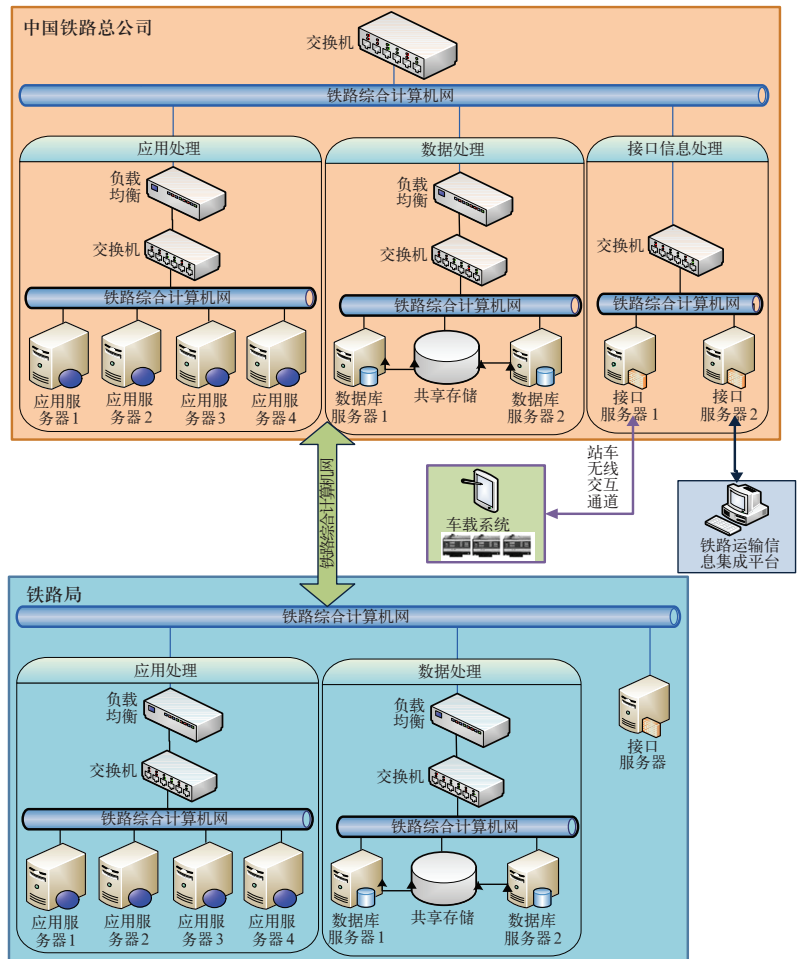 中国铁路总公司
交换机
铁路综合计算机网
应用处理
数据处理
接口信息处理
负载
均衡
负载
均衡
交换机
交换机
交换机
铁路综合计算机网
铁路综合计算机网
铁路综合计算机网
应用服
务器1
应用服
务器2
应用服
务器3
应用服
务器4
数据库
服务器1
共享存储
数据库
服务器2
接口
服务器1
接口
服务器2
铁路综合计算机网
站车
无线
交互
通道
车载系统
铁路运输信
息集成平台
铁路局
铁路综合计算机网
应用处理
数据处理
负载
均衡
负载
均衡
接口
服务器
交换机
交换机
铁路综合计算机网
铁路综合计算机网
应用服
务器1
应用服
务器2
应用服
务器3
应用服
务器4
数据库
服务器1
共享存储
数据库
服务器2